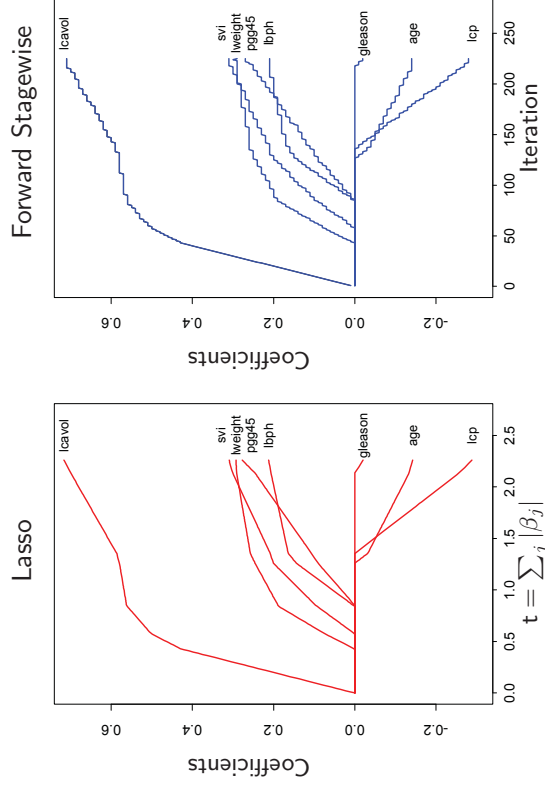 Lasso
Coefficients
0.6
0.4
0.2
0.0
-0.2
lcavol
svi
lweight
pgg45
lbph
gleason
age
lcp
0.0 0.5 1.0 1.5 2.0 2.5
t = ∑_j |β_j|
Forward Stagewise
Coefficients
0.6
0.4
0.2
0.0
-0.2
lcavol
svi
lweight
pgg45
lbph
gleason
age
lcp
0 50 100 150 200 250
Iteration